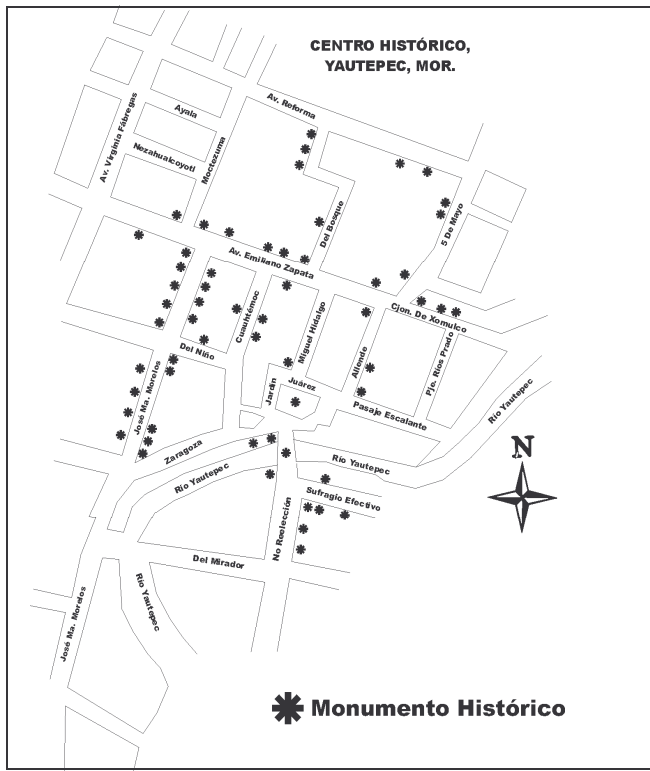 CENTRO HISTÓRICO,
YAUTEPEC, MOR.
Av. Reforma
Ayala
Av. Virginia Fábregas
Nezahualcoyotl
Moctezuma
Del Bosque
5 De Mayo
Av. Emiliano Zapata
Cjon. De Xomulco
Cuauhtémoc
Miguel Hidalgo
Del Niño
Allende
Pje. Ríos Prado
José Ma. Morelos
Jardín
Juárez
Pasaje Escalante
Río Yautepec
Zaragoza
Río Yautepec
Río Yautepec
N
Sufragio Efectivo
No Reelección
Del Mirador
Río Yautepec
José Ma. Morelos
Monumento Histórico